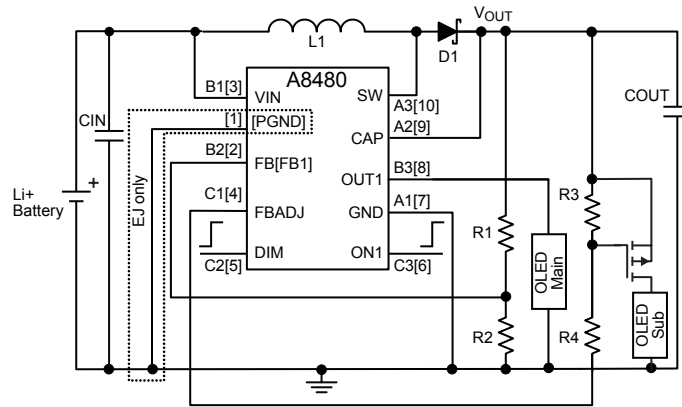 VOUT
L1
D1
A8480
B1[3]
VIN
SW
A3[10]
COUT
CIN
[1]
[PGND]
CAP
A2[9]
B2[2]
FB[FB1]
OUT1
B3[8]
Li+
Battery
+
EJ only
C1[4]
FBADJ
GND
A1[7]
R3
R1
DIM
ON1
C2[5]
C3[6]
OLED
Main
R2
R4
OLED
Sub